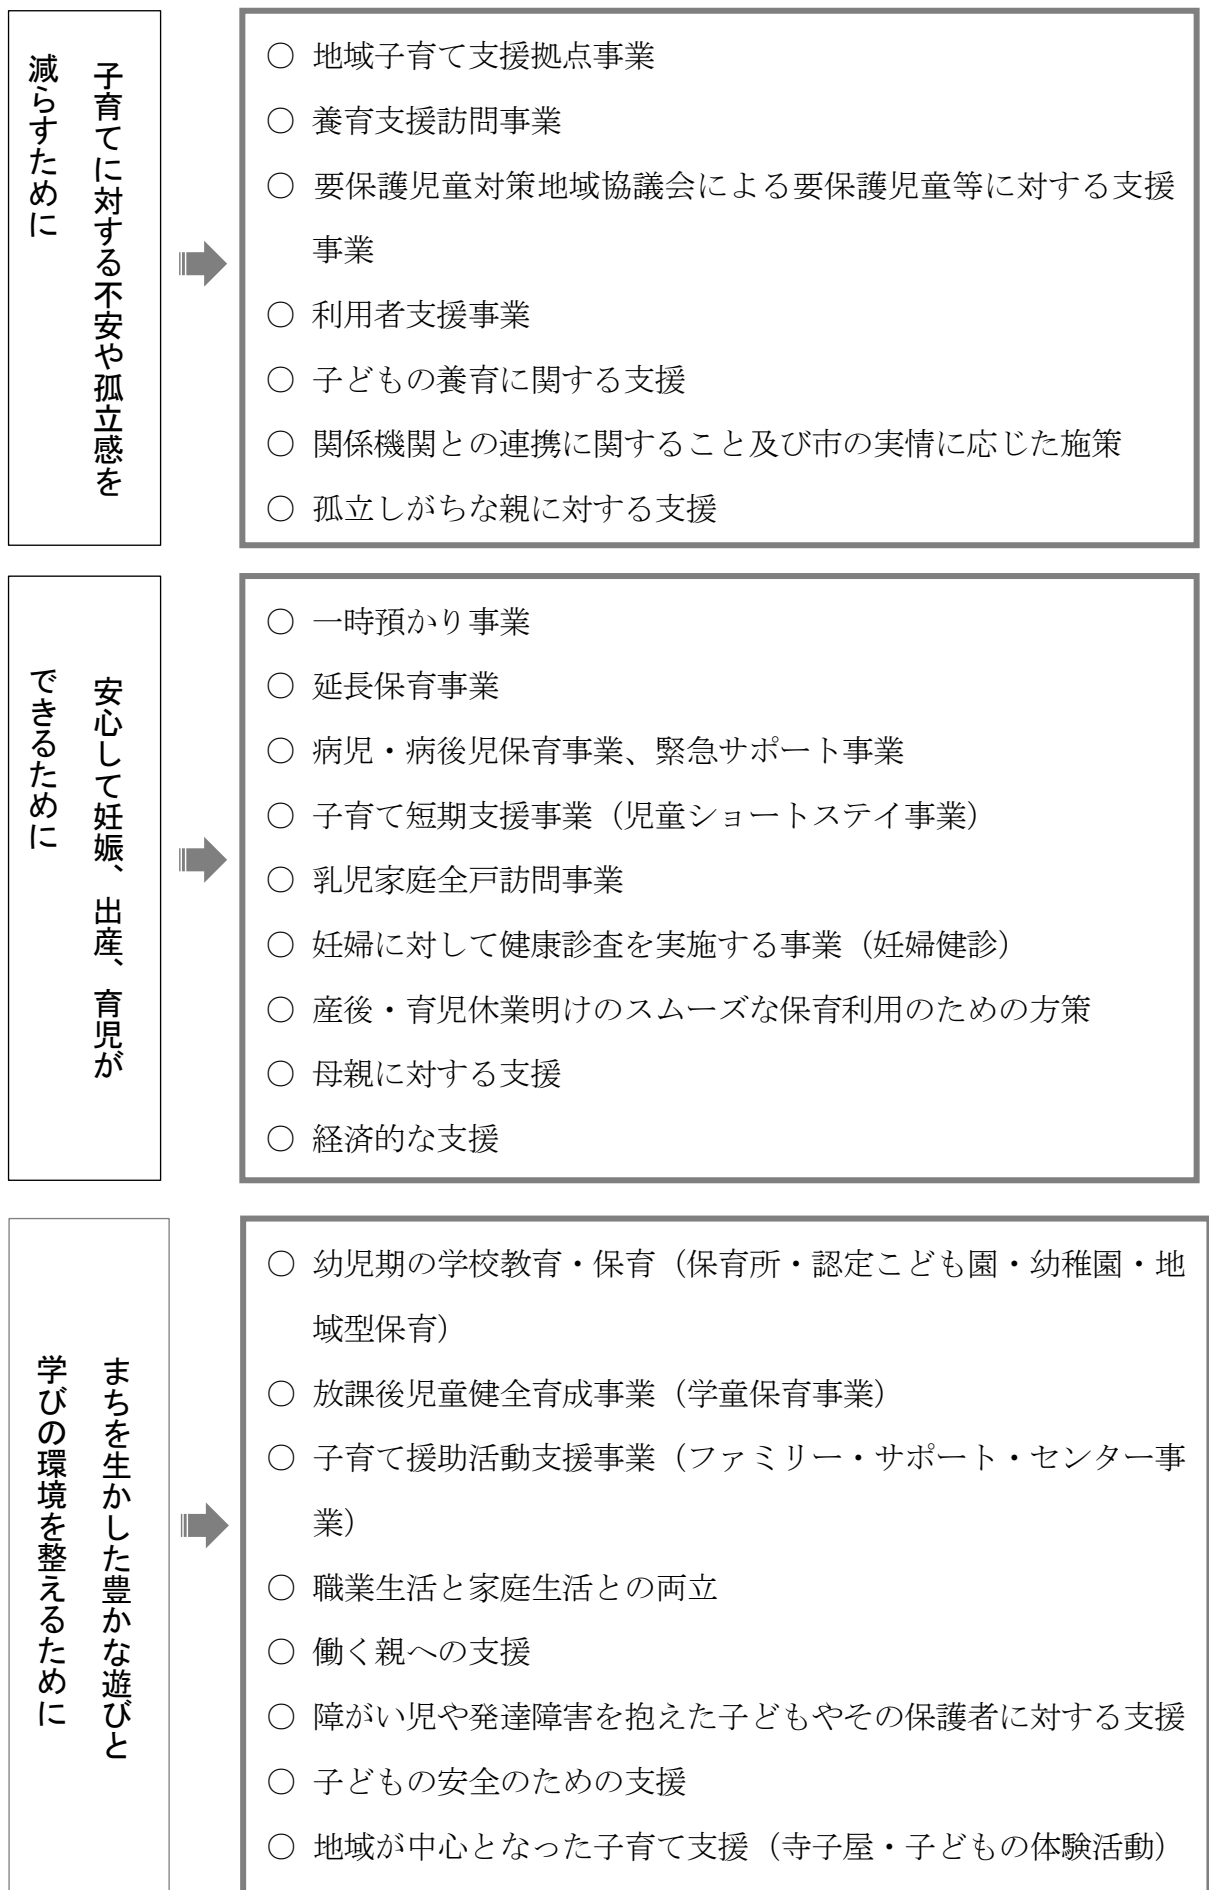 子育てに対する不安や孤立感を
減らすために
○ 地域子育て支援拠点事業
○ 養育支援訪問事業
○ 要保護児童対策地域協議会による要保護児童等に対する支援
事業
○ 利用者支援事業
○ 子どもの養育に関する支援
○ 関係機関との連携に関すること及び市の実情に応じた施策
○ 孤立しがちな親に対する支援
安心して妊娠、出産、育児が
できるために
○ 一時預かり事業
○ 延長保育事業
○ 病児・病後児保育事業、緊急サポート事業
○ 子育て短期支援事業（児童ショートステイ事業）
○ 乳児家庭全戸訪問事業
○ 妊婦に対して健康診査を実施する事業（妊婦健診）
○ 産後・育児休業明けのスムーズな保育利用のための方策
○ 母親に対する支援
○ 経済的な支援
まちを生かした豊かな遊びと
学びの環境を整えるために
○ 幼児期の学校教育・保育（保育所・認定こども園・幼稚園・地
域型保育）
○ 放課後児童健全育成事業（学童保育事業）
○ 子育て援助活動支援事業（ファミリー・サポート・センター事
業）
○ 職業生活と家庭生活との両立
○ 働く親への支援
○ 障がい児や発達障害を抱えた子どもやその保護者に対する支援
○ 子どもの安全のための支援
○ 地域が中心となった子育て支援（寺子屋・子どもの体験活動）